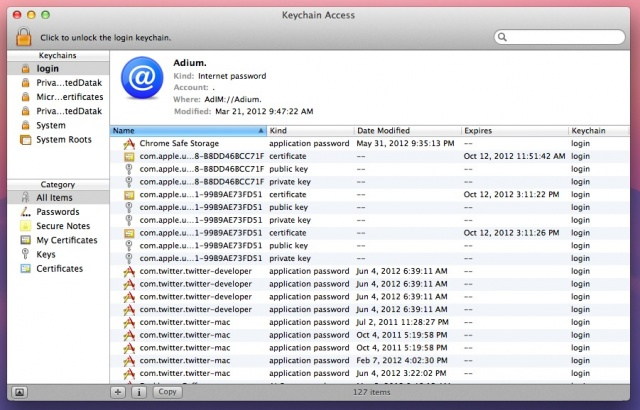 Keychain Access
Click to unlock the login keychain.
Keychains
login
Priva...tedDatak
Micr...ertificates
Priva...tedDatak
System
System Roots
Category
All Items
Passwords
Secure Notes
My Certificates
Keys
Certificates
Adium.
Kind: Internet password
Account: .
Where: AdIM://Adium.
Modified: Mar 21, 2012 9:47:22 AM
Name Kind Date Modified Expires Keychain
Chrome Safe Storage application password May 31, 2012 9:35:13 PM -- login
com.apple.u...8-B8DD46BCC71F certificate -- Oct 12, 2012 11:51:42 AM login
com.apple.u...8-B8DD46BCC71F public key -- -- login
com.apple.u...8-B8DD46BCC71F private key -- -- login
com.apple.u...1-9989AE73FD51 certificate -- Oct 12, 2012 3:11:22 PM login
com.apple.u...1-9989AE73FD51 public key -- -- login
com.apple.u...1-9989AE73FD51 private key -- -- login
com.apple.u...1-9989AE73FD51 certificate -- Oct 12, 2012 3:11:26 PM login
com.apple.u...1-9989AE73FD51 public key -- -- login
com.apple.u...1-9989AE73FD51 private key -- -- login
com.twitter.twitter-developer application password Jun 4, 2012 6:39:11 AM -- login
com.twitter.twitter-developer application password Jun 4, 2012 6:39:11 AM -- login
com.twitter.twitter-developer application password Jun 4, 2012 6:39:11 AM -- login
com.twitter.twitter-developer application password Jun 4, 2012 6:39:11 AM -- login
com.twitter.twitter-mac application password Jul 2, 2011 11:28:27 PM -- login
com.twitter.twitter-mac application password Oct 4, 2011 5:19:58 PM -- login
com.twitter.twitter-mac application password Oct 4, 2011 5:19:58 PM -- login
com.twitter.twitter-mac application password Feb 7, 2012 4:02:30 PM -- login
com.twitter.twitter-mac application password Jun 4, 2012 3:22:02 PM -- login
Copy
127 items